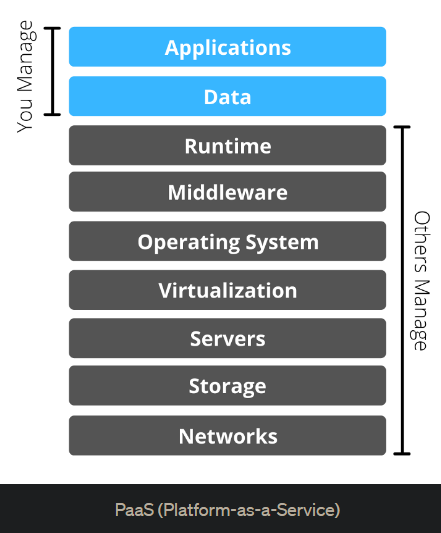 You Manage
Applications
Data
Runtime
Middleware
Operating System
Virtualization
Servers
Storage
Networks
Others Manage
PaaS (Platform-as-a-Service)